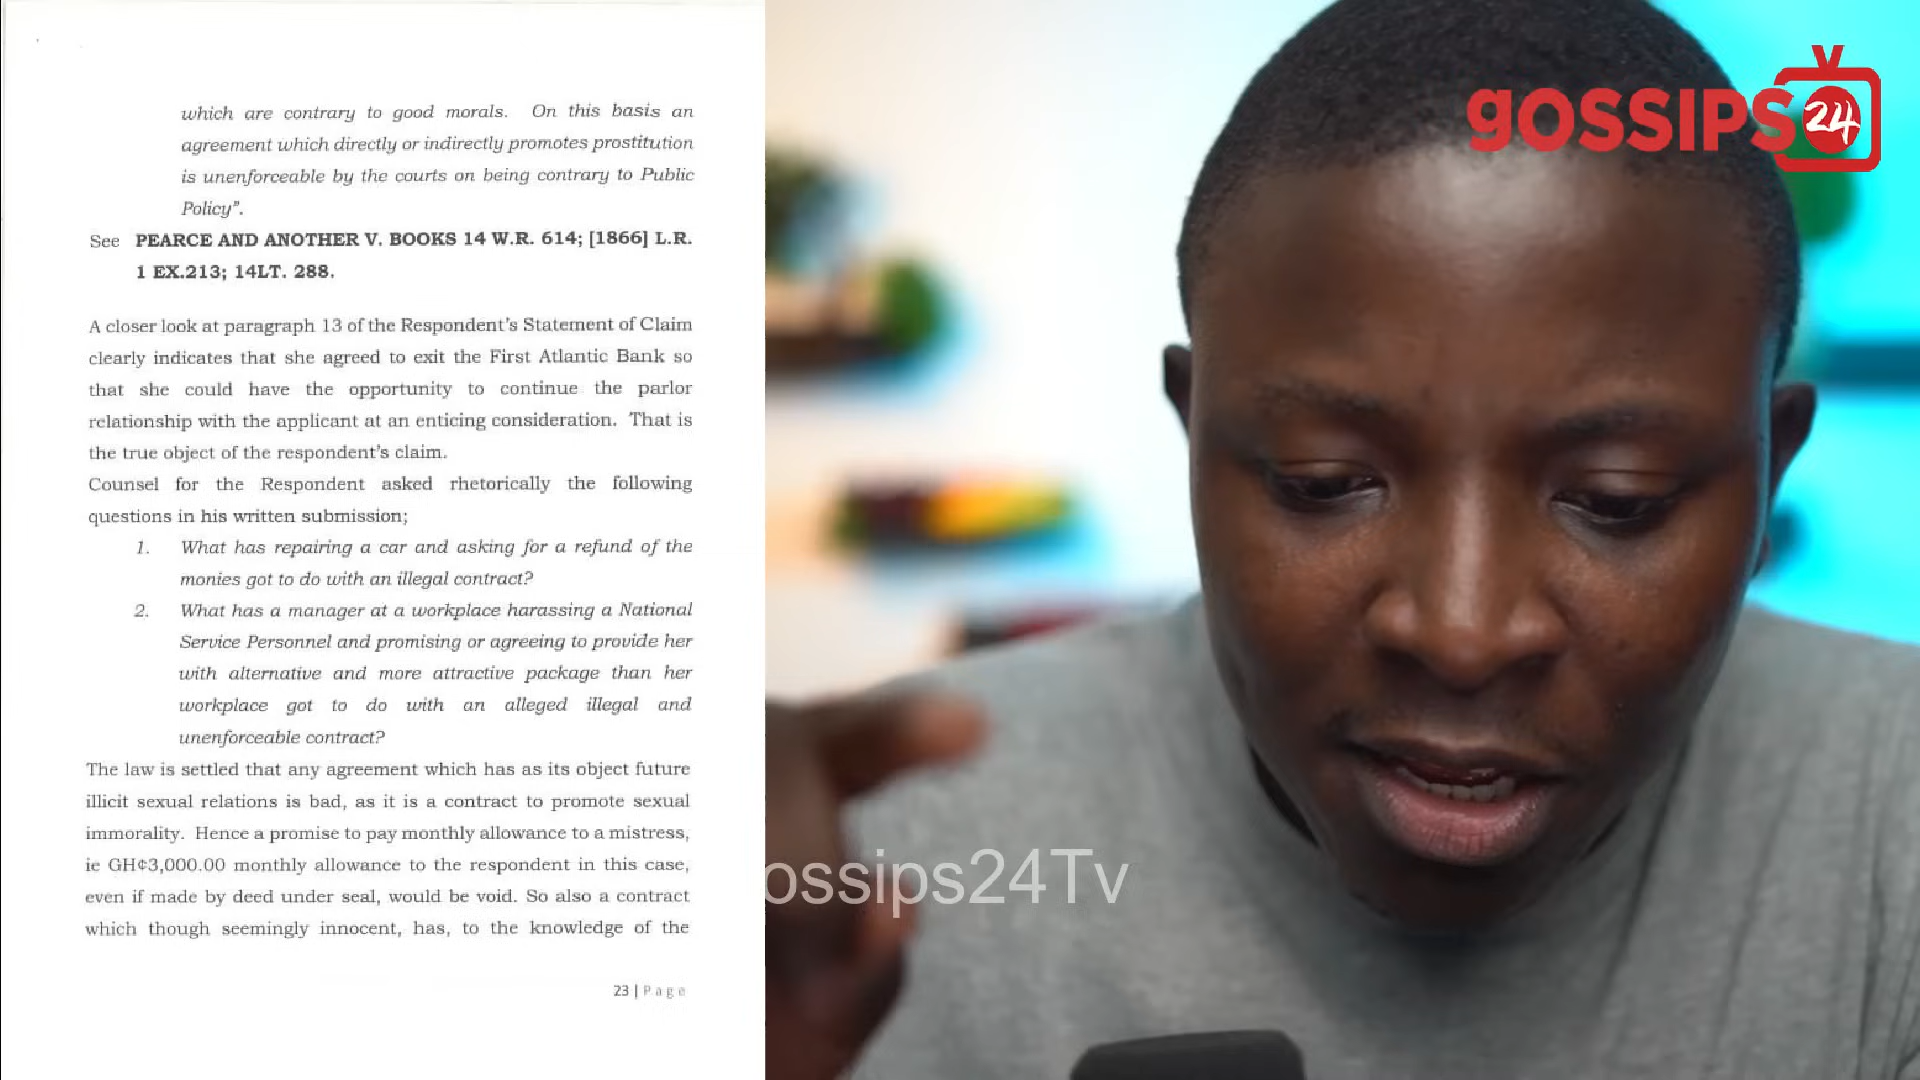 which are contrary to good morals. On this basis an
agreement which directly or indirectly promotes prostitution
is unenforceable by the courts on being contrary to Public
Policy”.
See PEARCE AND ANOTHER V. BOOKS 14 W.R. 614; [1866] L.R.
1 EX.213; 14LT. 288.
A closer look at paragraph 13 of the Respondent’s Statement of Claim
clearly indicates that she agreed to exit the First Atlantic Bank so
that she could have the opportunity to continue the parlor
relationship with the applicant at an enticing consideration. That is
the true object of the respondent’s claim.
Counsel for the Respondent asked rhetorically the following
questions in his written submission;
1. What has repairing a car and asking for a refund of the
monies got to do with an illegal contract?
2. What has a manager at a workplace harassing a National
Service Personnel and promising or agreeing to provide her
with alternative and more attractive package than her
workplace got to do with an alleged illegal and
unenforceable contract?
The law is settled that any agreement which has as its object future
illicit sexual relations is bad, as it is a contract to promote sexual
immorality. Hence a promise to pay monthly allowance to a mistress,
ie GH¢3,000.00 monthly allowance to the respondent in this case,
even if made by deed under seal, would be void. So also a contract
which though seemingly innocent, has, to the knowledge of the
23 | Page
gOSSIPS 24
ossips24Tv